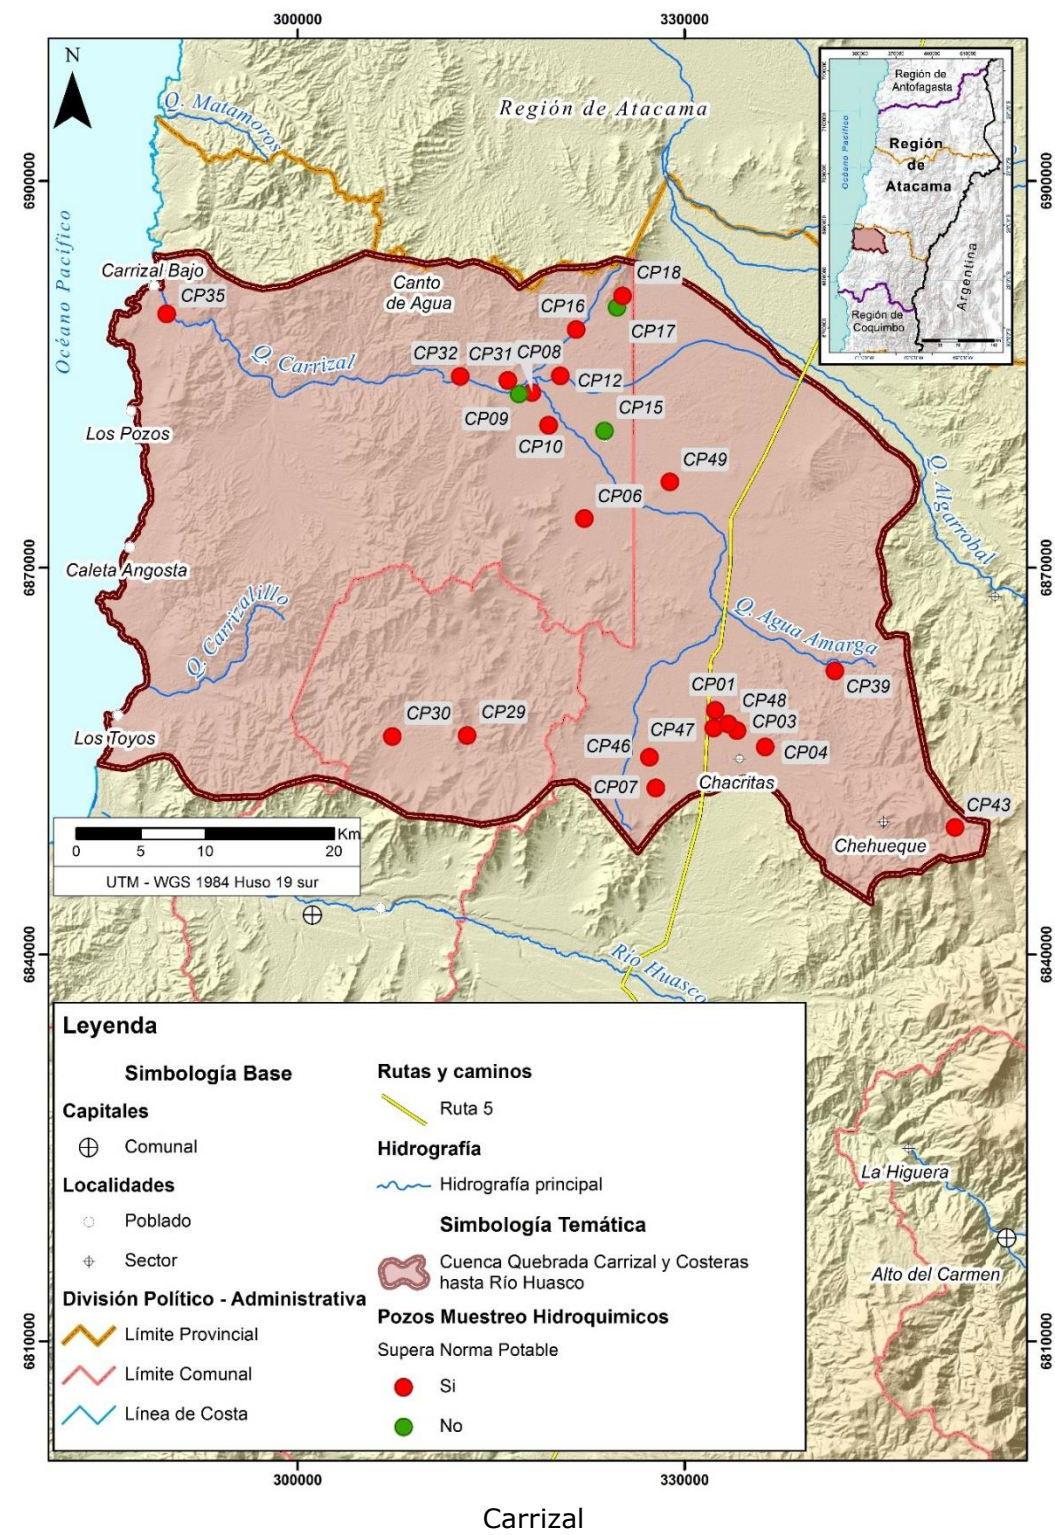 300000
330000
N
Q. Matamoros
Región de Atacama
Región de
Antofagasta
Región
de
Atacama
Océano Pacífico
Argentina
Región de
Coquimbo
6900000
6900000
Océano Pacífico
Carrizal Bajo
CP35
Canto
de Agua
CP18
CP16
CP17
Q. Carrizal
CP32
CP31
CP08
CP12
CP09
CP10
CP15
Los Pozos
CP49
CP06
Q. Algarrobal
6870000
6870000
Caleta Angosta
Q. Carrizalillo
Q. Agua Amarga
CP39
CP01
CP48
CP03
CP30
CP29
CP47
CP46
CP04
Los Toyos
CP07
Chacritas
CP43
Chehueque
Km
0 5 10 20
UTM - WGS 1984 Huso 19 sur
6840000
6840000
Río Huasco
Leyenda
Simbología Base
Capitales
Comunal
Localidades
Poblado
Sector
División Político - Administrativa
Límite Provincial
Límite Comunal
Línea de Costa
Rutas y caminos
Ruta 5
Hidrografía
Hidrografía principal
Simbología Temática
Cuenca Quebrada Carrizal y Costeras
hasta Río Huasco
Pozos Muestreo Hidroquimicos
Supera Norma Potable
Si
No
La Higuera
Alto del Carmen
6810000
6810000
300000
330000
Carrizal